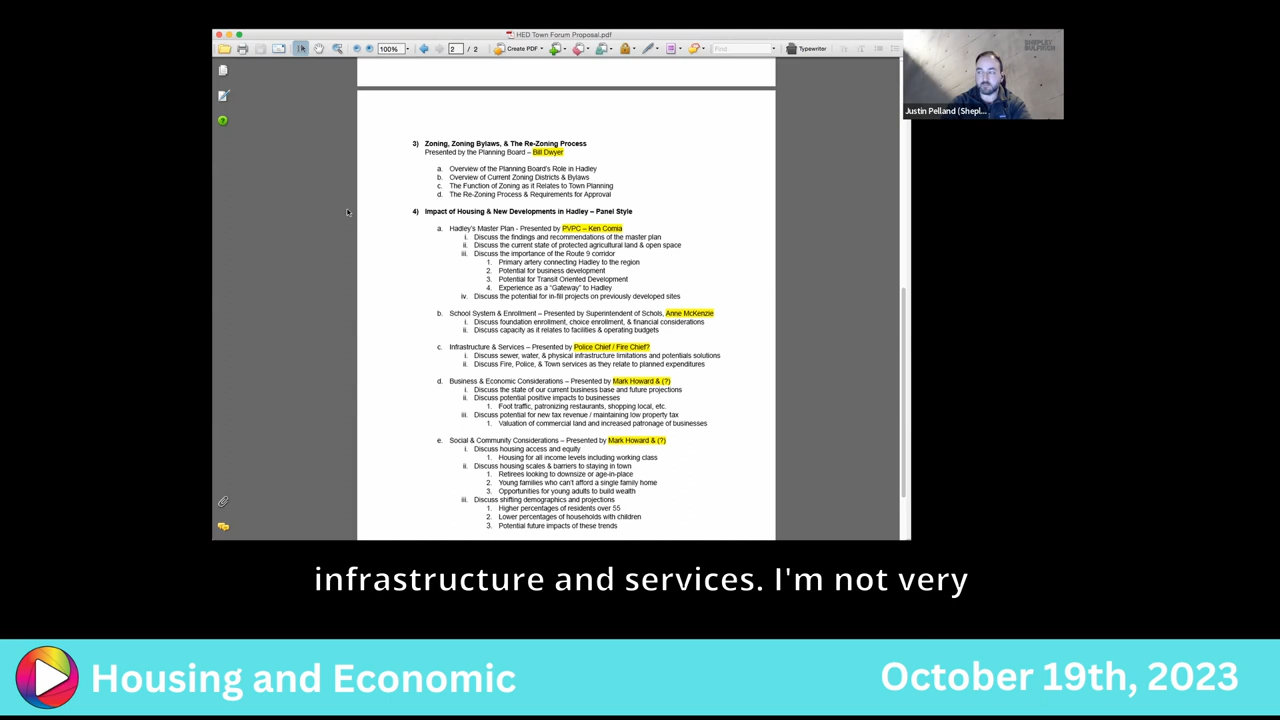 HED Town Forum Proposal.pdf
100%
2 / 2
Create PDF
Find
Typewriter
SHEPLEY
BULFINCH
Justin Pelland (Shepl...
3) Zoning, Zoning Bylaws, & The Re-Zoning Process
Presented by the Planning Board – Bill Dwyer
a. Overview of the Planning Board's Role in Hadley
b. Overview of Current Zoning Districts & Bylaws
c. The Function of Zoning as it Relates to Town Planning
d. The Re-Zoning Process & Requirements for Approval
4) Impact of Housing & New Developments in Hadley – Panel Style
a. Hadley's Master Plan - Presented by PVPC – Ken Comia
i. Discuss the findings and recommendations of the master plan
ii. Discuss the current state of protected agricultural land & open space
iii. Discuss the importance of the Route 9 corridor
1. Primary artery connecting Hadley to the region
2. Potential for business development
3. Potential for Transit Oriented Development
4. Experience as a "Gateway" to Hadley
iv. Discuss the potential for in-fill projects on previously developed sites
b. School System & Enrollment – Presented by Superintendent of Schols, Anne McKenzie
i. Discuss foundation enrollment, choice enrollment, & financial considerations
ii. Discuss capacity as it relates to facilities & operating budgets
c. Infrastructure & Services – Presented by Police Chief / Fire Chief?
i. Discuss sewer, water, & physical infrastructure limitations and potentials solutions
ii. Discuss Fire, Police, & Town services as they relate to planned expenditures
d. Business & Economic Considerations – Presented by Mark Howard & (?)
i. Discuss the state of our current business base and future projections
ii. Discuss potential positive impacts to businesses
1. Foot traffic, patronizing restaurants, shopping local, etc.
iii. Discuss potential for new tax revenue / maintaining low property tax
1. Valuation of commercial land and increased patronage of businesses
e. Social & Community Considerations – Presented by Mark Howard & (?)
i. Discuss housing access and equity
1. Housing for all income levels including working class
ii. Discuss housing scales & barriers to staying in town
1. Retirees looking to downsize or age-in-place
2. Young families who can't afford a single family home
3. Opportunities for young adults to build wealth
iii. Discuss shifting demographics and projections
1. Higher percentages of residents over 55
2. Lower percentages of households with children
3. Potential future impacts of these trends
infrastructure and services. I'm not very
Housing and Economic
October 19th, 2023